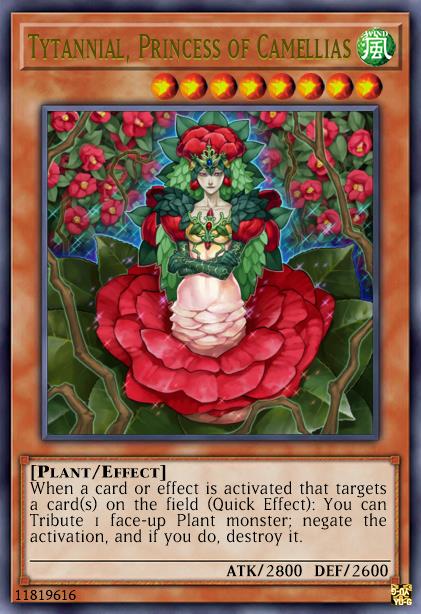 Tytannial, Princess of Camellias
WIND
風
[Plant/Effect]
When a card or effect is activated that targets
a card(s) on the field (Quick Effect): You can
Tribute 1 face-up Plant monster; negate the
activation, and if you do, destroy it.
ATK/2800 DEF/2600
11819616